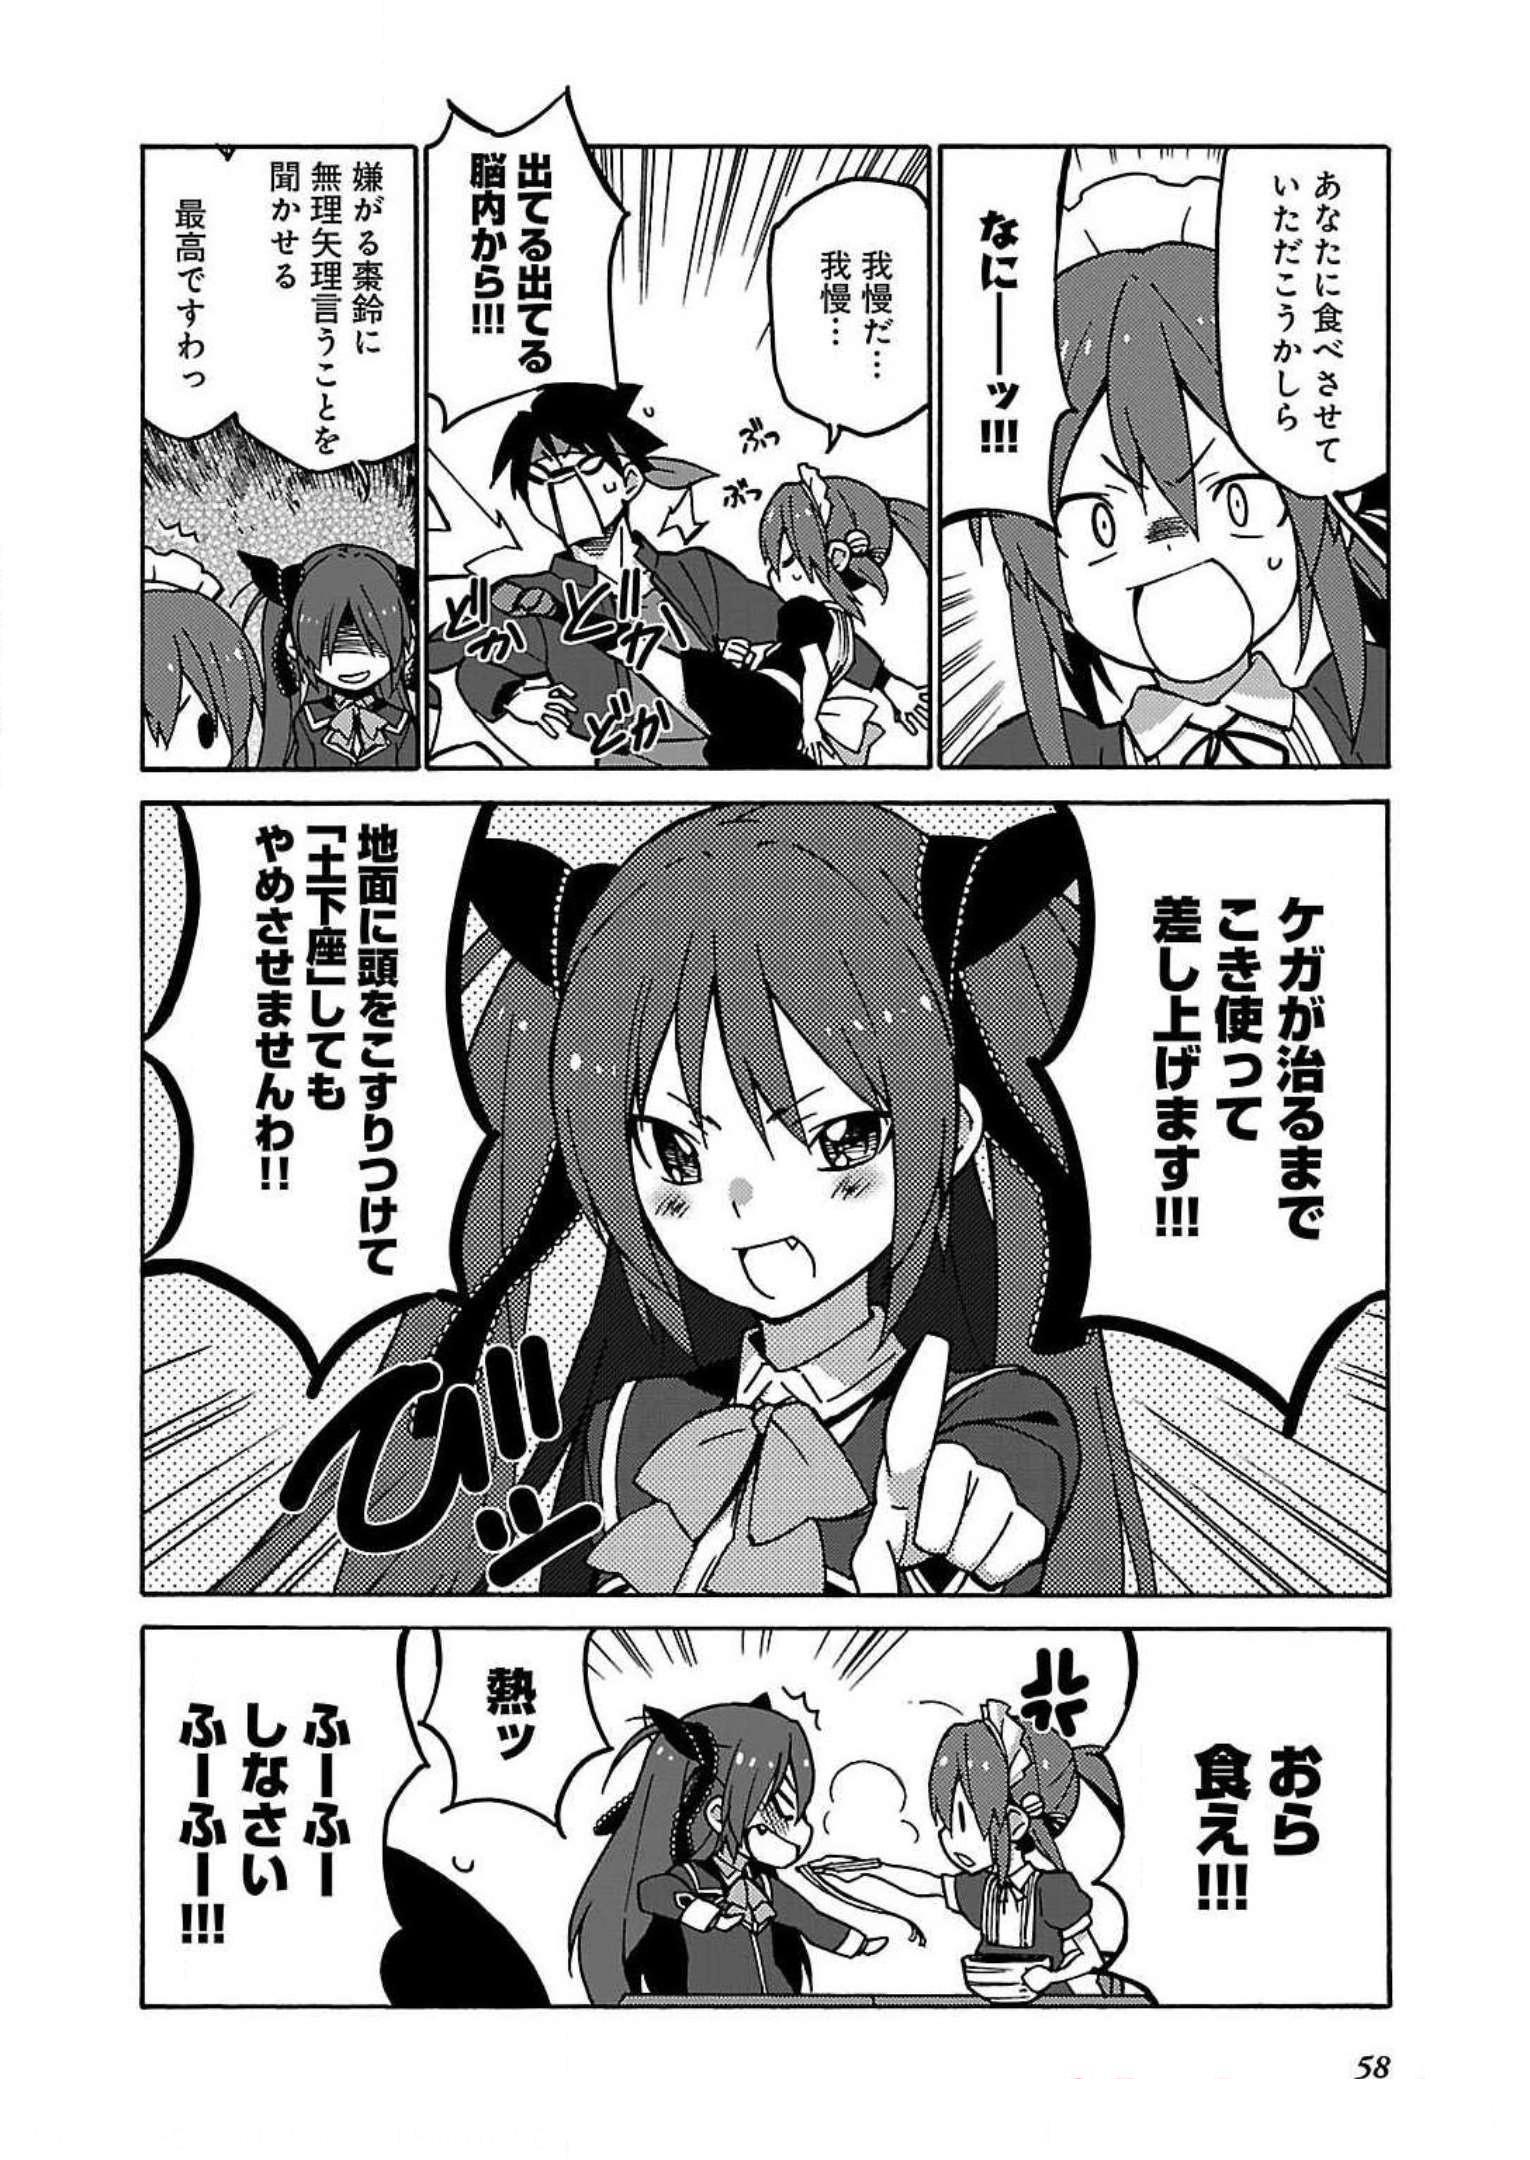 あなたに食べさせて
いただこうかしら
なにーーッ!!!
我慢だ…
我慢…
ぶっ
ぶっ
出てる出てる
脳内から!!!
どか
どか
どか
嫌がる棗鈴に
無理矢理言うことを
聞かせる
最高ですわっ
ケガが治るまで
こき使って
差し上げます!!!
地面に頭をこすりつけて
「土下座」しても
やめさせませんわ!!
びッ
おら
食え!!!
熱ッ
ふーふー
しなさい
ふーふー!!!
58